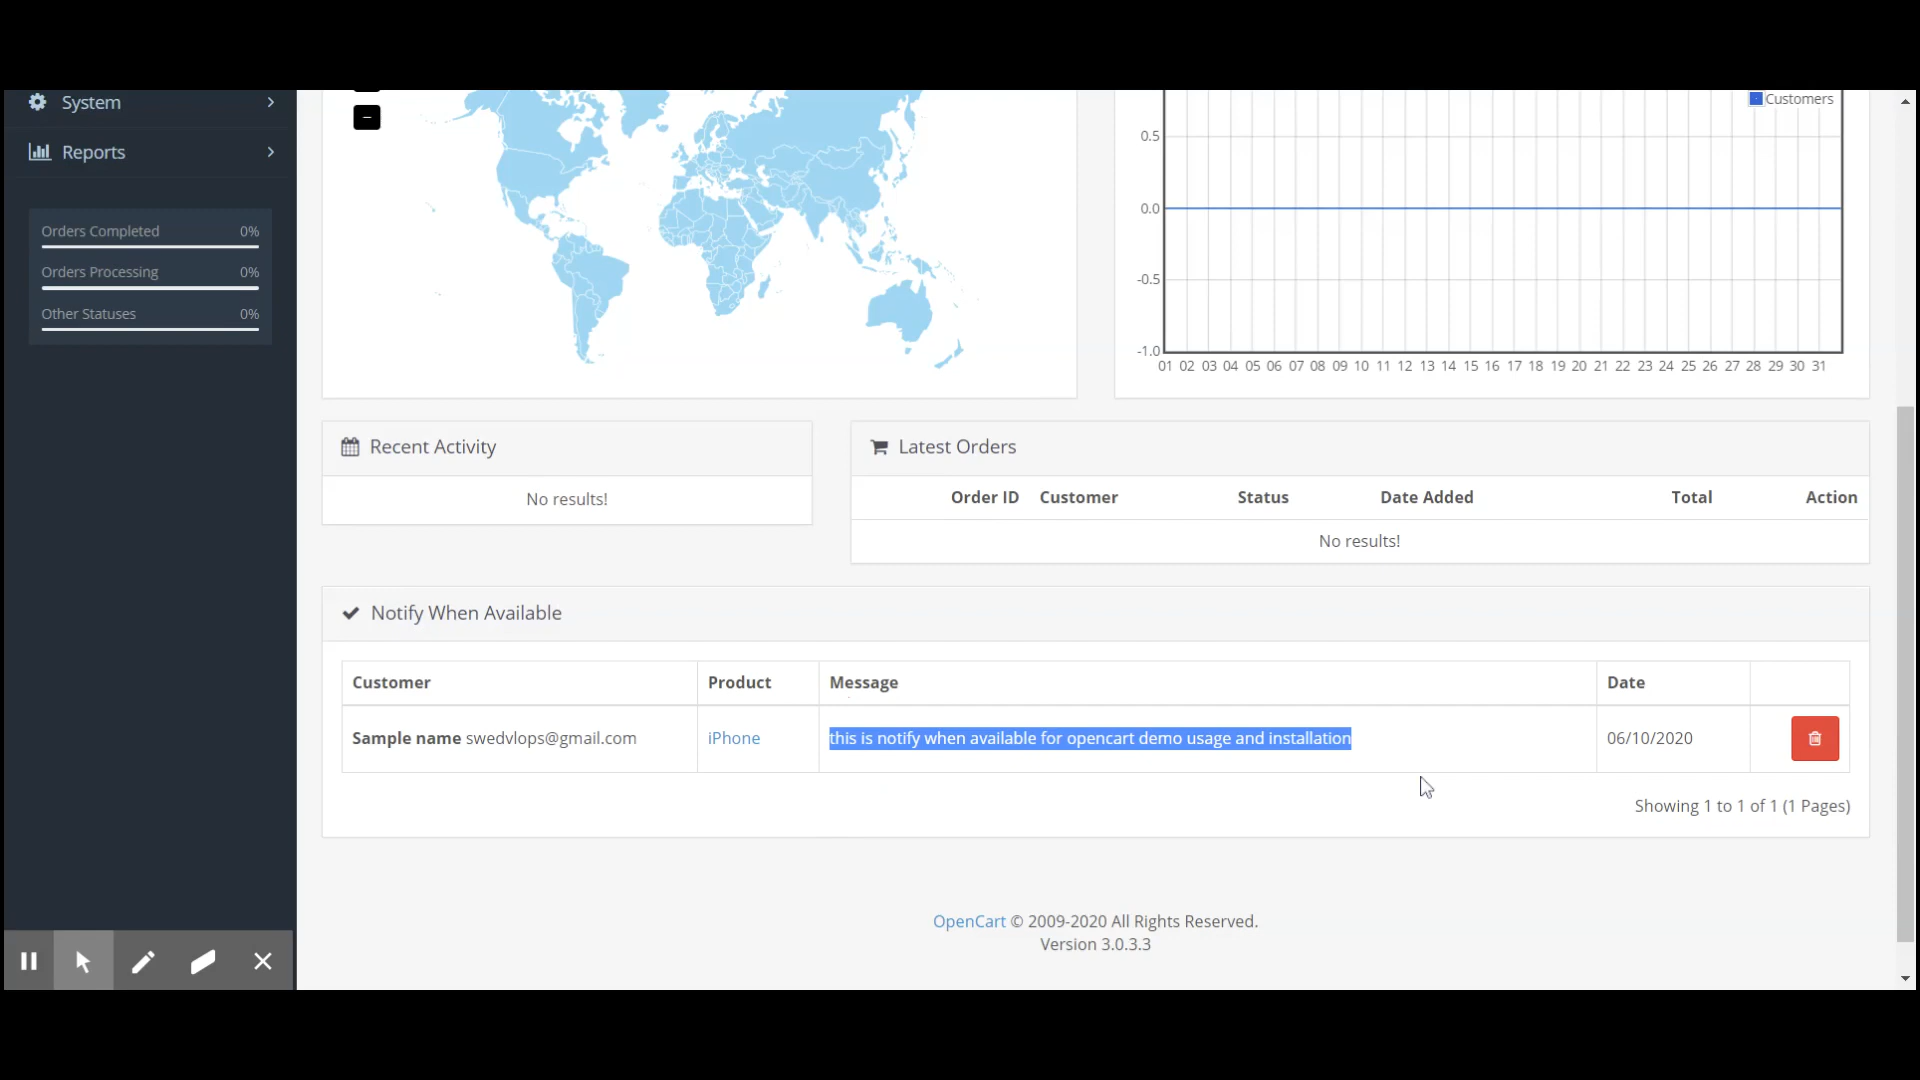 System
Reports
Orders Completed 0%
Orders Processing 0%
Other Statuses 0%
−
Customers
0.5
0.0
-0.5
-1.0
01 02 03 04 05 06 07 08 09 10 11 12 13 14 15 16 17 18 19 20 21 22 23 24 25 26 27 28 29 30 31
Recent Activity
No results!
Latest Orders
Order ID Customer Status Date Added Total Action
No results!
Notify When Available
Customer Product Message Date
Sample name swedvlops@gmail.com iPhone this is notify when available for opencart demo usage and installation 06/10/2020
Showing 1 to 1 of 1 (1 Pages)
OpenCart © 2009-2020 All Rights Reserved.
Version 3.0.3.3